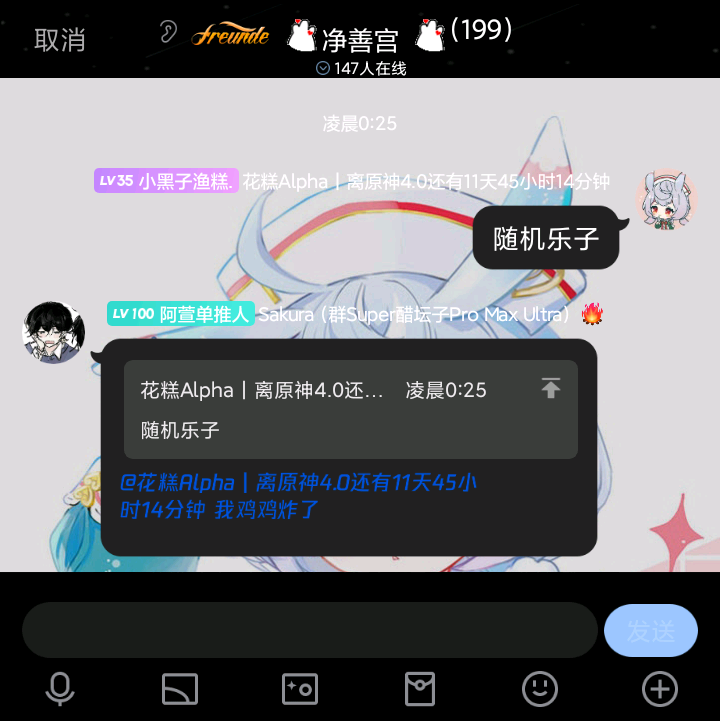 取消
freunde 净善宫 (199)
147人在线
凌晨0:25
LV35 小黑子渔糕. 花糕Alpha | 离原神4.0还有11天45小时14分钟
随机乐子
LV100 阿萱单推人 Sakura (群Super醋坛子Pro Max Ultra)
花糕Alpha | 离原神4.0还... 凌晨0:25
随机乐子
@花糕Alpha | 离原神4.0还有11天45小
时14分钟 我鸡鸡炸了
发送